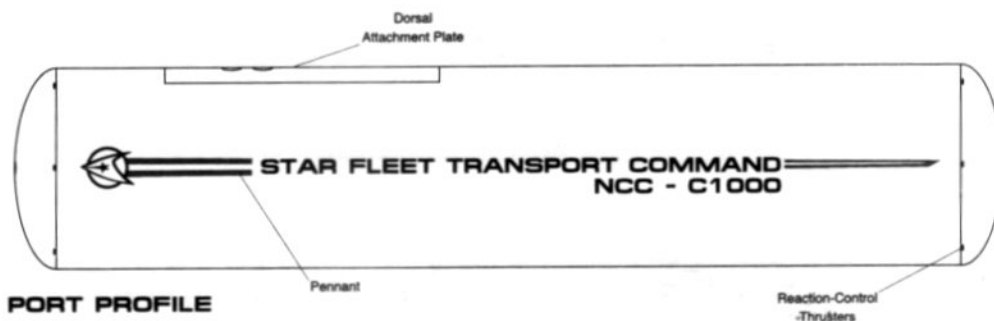 Dorsal
Attachment Plate
STAR FLEET TRANSPORT COMMAND
NCC - C1000
Pennant
PORT PROFILE
Reaction-Control
-Thrusters